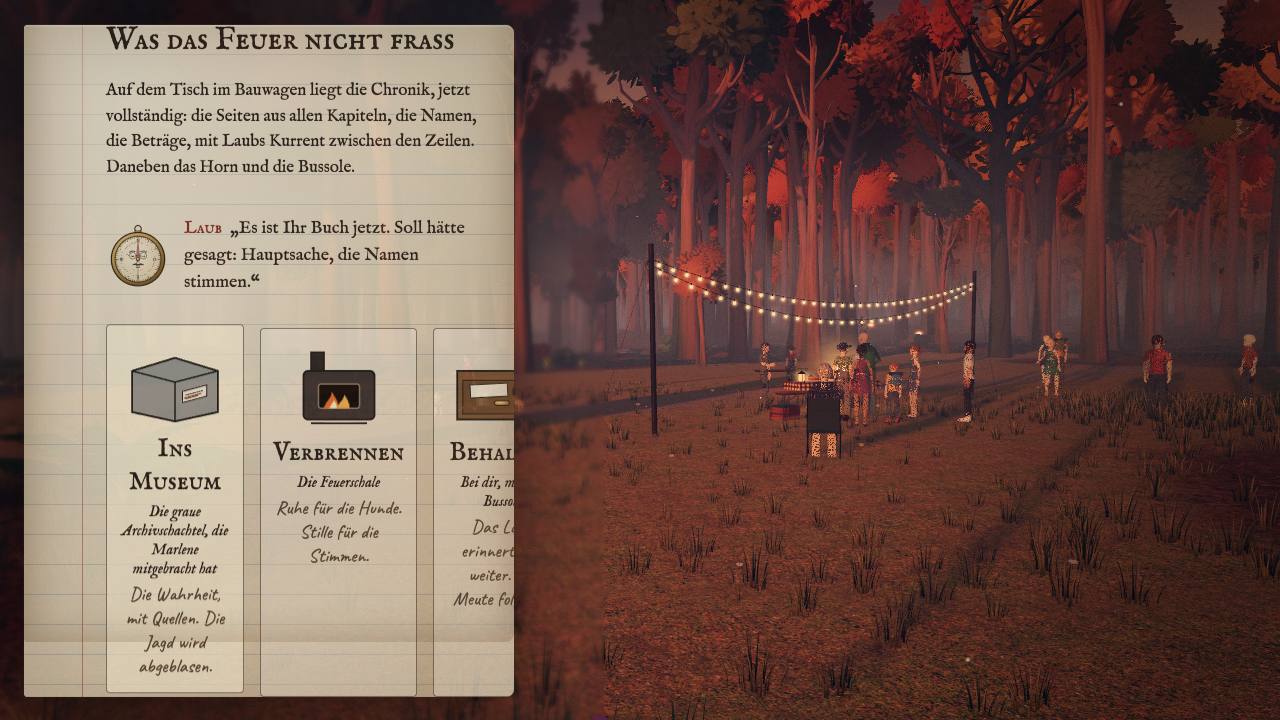 Was das Feuer nicht frass
Auf dem Tisch im Bauwagen liegt die Chronik, jetzt
vollständig: die Seiten aus allen Kapiteln, die Namen,
die Beträge, mit Laubs Kurrent zwischen den Zeilen.
Daneben das Horn und die Bussole.
Laub „Es ist Ihr Buch jetzt. Soll hätte
gesagt: Hauptsache, die Namen
stimmen.“
Ins
Museum
Die graue
Archivschachtel, die
Marlene
mitgebracht hat
Die Wahrheit,
mit Quellen. Die
Jagd wird
abgeblasen.
Verbrennen
Die Feuerschale
Ruhe für die Hunde.
Stille für die
Stimmen.
Bei dir,
Das
weiter.
Meute